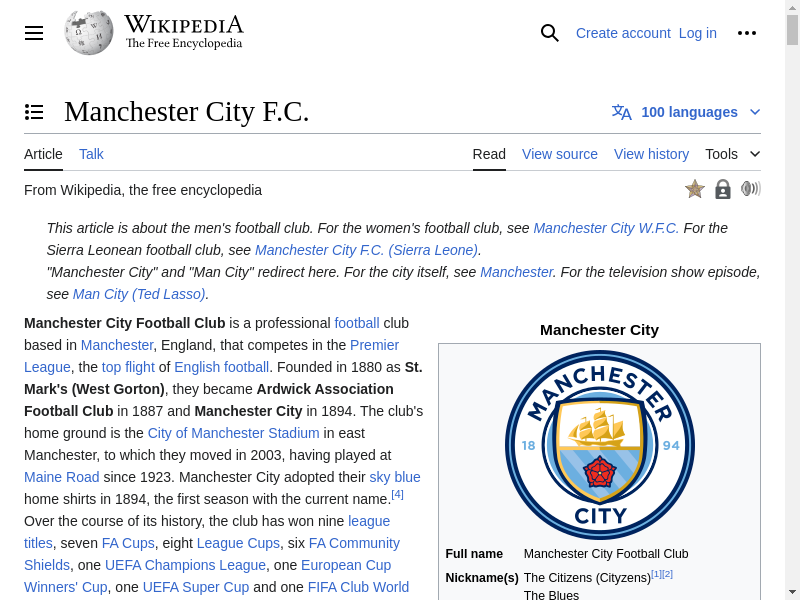 WIKIPEDIA
The Free Encyclopedia
Create account Log in
Manchester City F.C.
100 languages
Article Talk
Read View source View history Tools
From Wikipedia, the free encyclopedia
This article is about the men's football club. For the women's football club, see Manchester City W.F.C. For the
Sierra Leonean football club, see Manchester City F.C. (Sierra Leone).
"Manchester City" and "Man City" redirect here. For the city itself, see Manchester. For the television show episode,
see Man City (Ted Lasso).
Manchester City Football Club is a professional football club
based in Manchester, England, that competes in the Premier
League, the top flight of English football. Founded in 1880 as St.
Mark's (West Gorton), they became Ardwick Association
Football Club in 1887 and Manchester City in 1894. The club's
home ground is the City of Manchester Stadium in east
Manchester, to which they moved in 2003, having played at
Maine Road since 1923. Manchester City adopted their sky blue
home shirts in 1894, the first season with the current name.[4]
Over the course of its history, the club has won nine league
titles, seven FA Cups, eight League Cups, six FA Community
Shields, one UEFA Champions League, one European Cup
Winners' Cup, one UEFA Super Cup and one FIFA Club World
Manchester City
MANCHESTER
18 94
CITY
Full name Manchester City Football Club
Nickname(s) The Citizens (Cityzens)[1][2]
The Blues